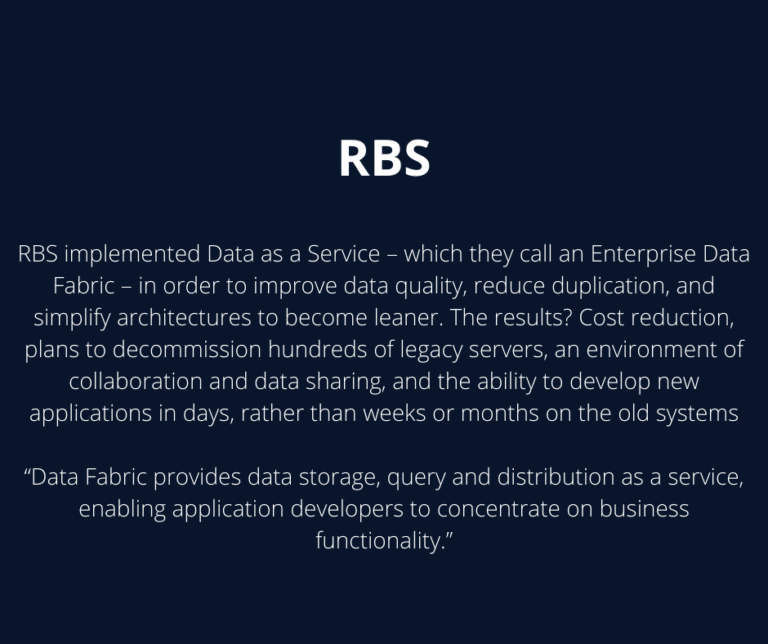 RBS
RBS implemented Data as a Service – which they call an Enterprise Data
Fabric – in order to improve data quality, reduce duplication, and
simplify architectures to become leaner. The results? Cost reduction,
plans to decommission hundreds of legacy servers, an environment of
collaboration and data sharing, and the ability to develop new
applications in days, rather than weeks or months on the old systems
“Data Fabric provides data storage, query and distribution as a service,
enabling application developers to concentrate on business
functionality.”